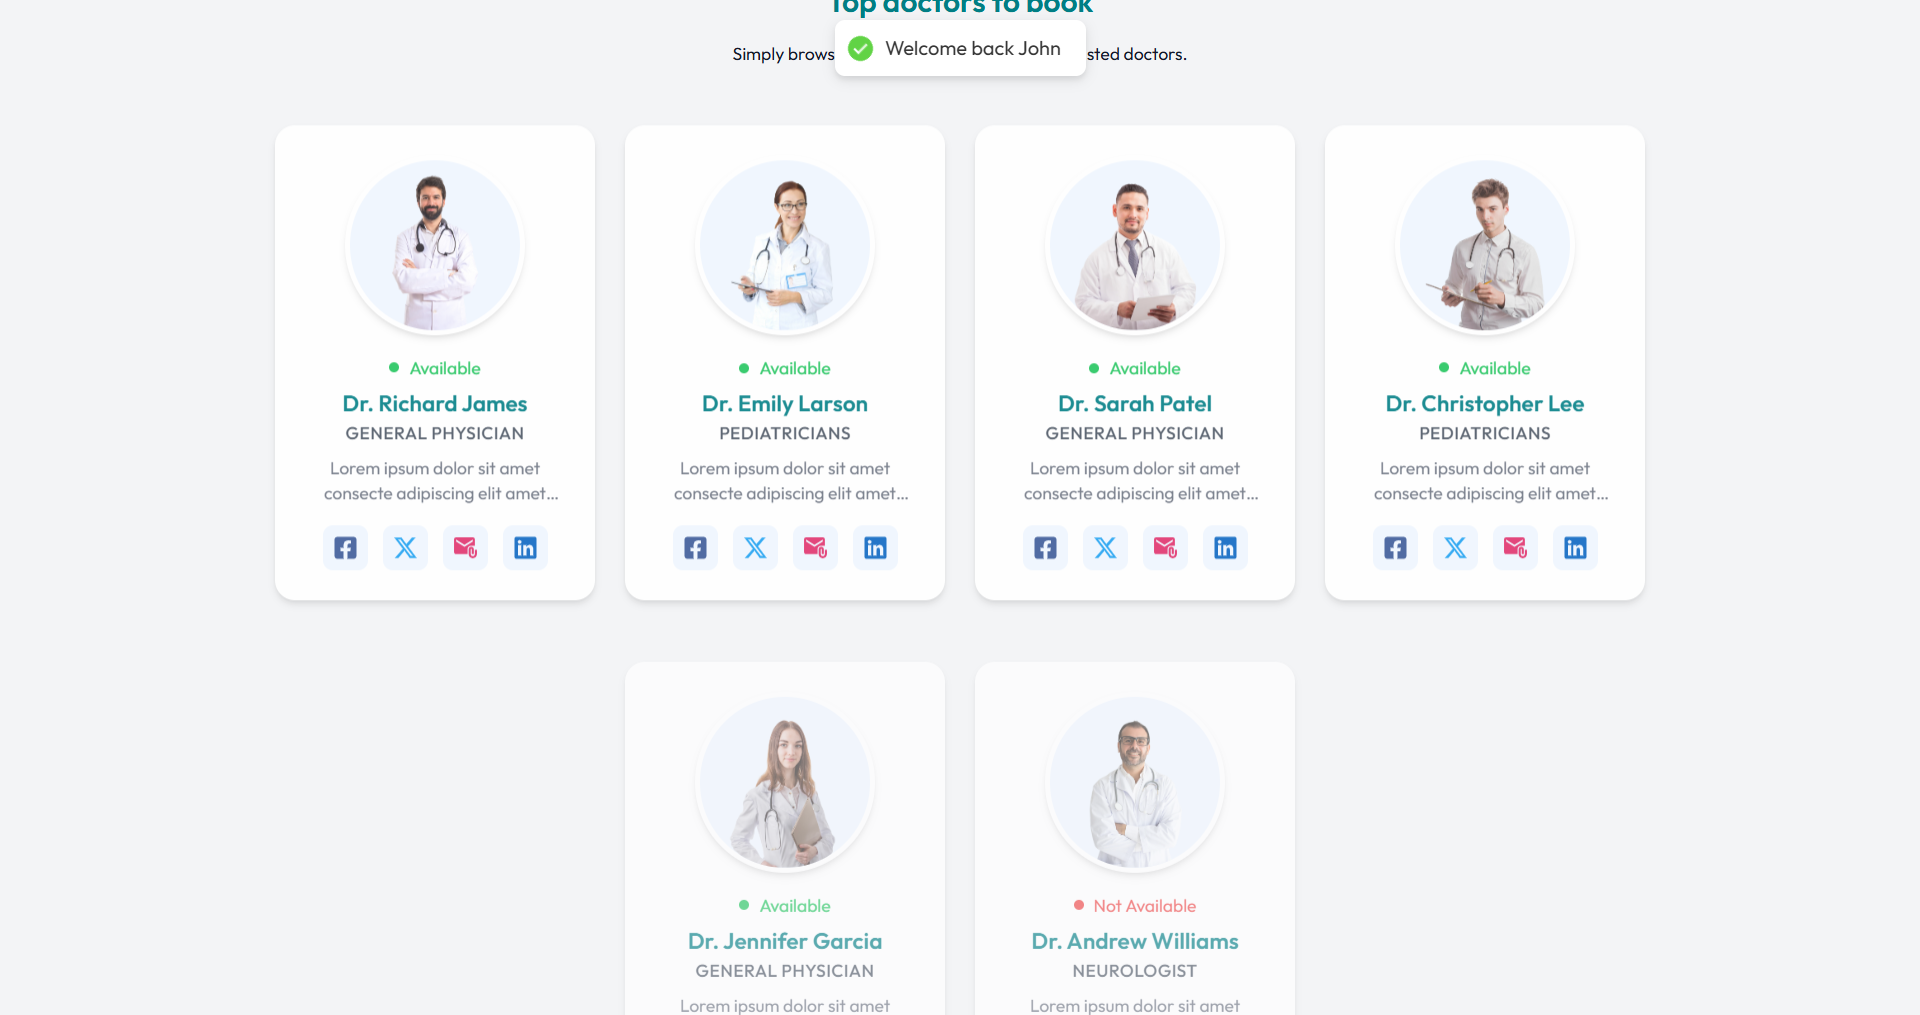 Top doctors to book
Welcome back John
Simply brows
sted doctors.
Available
Available
Available
Available
Dr. Richard James
Dr. Emily Larson
Dr. Sarah Patel
Dr. Christopher Lee
GENERAL PHYSICIAN
PEDIATRICIANS
GENERAL PHYSICIAN
PEDIATRICIANS
Lorem ipsum dolor sit amet
consecte adipiscing elit amet...
Lorem ipsum dolor sit amet
consecte adipiscing elit amet...
Lorem ipsum dolor sit amet
consecte adipiscing elit amet...
Lorem ipsum dolor sit amet
consecte adipiscing elit amet...
Available
Not Available
Dr. Jennifer Garcia
Dr. Andrew Williams
GENERAL PHYSICIAN
NEUROLOGIST
Lorem ipsum dolor sit amet
Lorem ipsum dolor sit amet